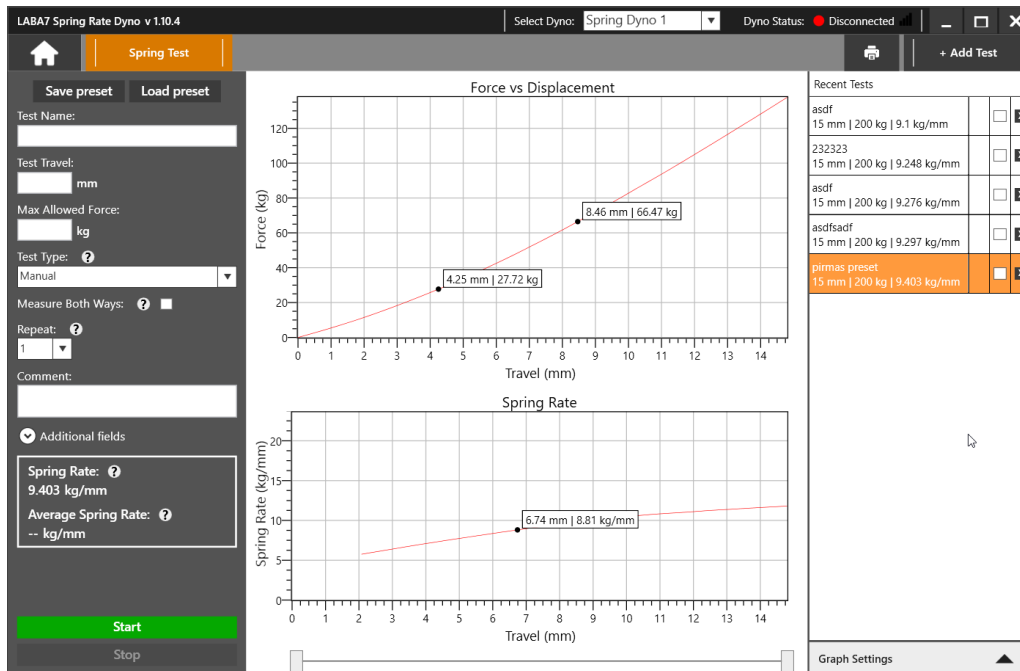 LABA7 Spring Rate Dyno v 1.10.4
Select Dyno: Spring Dyno 1
Dyno Status: Disconnected
Spring Test
+ Add Test
Save preset Load preset
Test Name:
Test Travel:
mm
Max Allowed Force:
kg
Test Type: ?
Manual
Measure Both Ways: ?
Repeat: ?
1
Comment:
Additional fields
Spring Rate: ?
9.403 kg/mm
Average Spring Rate: ?
-- kg/mm
Start
Stop
Force vs Displacement
Force (kg)
120
100
80
60
40
20
0
8.46 mm | 66.47 kg
4.25 mm | 27.72 kg
0 1 2 3 4 5 6 7 8 9 10 11 12 13 14
Travel (mm)
Spring Rate
Spring Rate (kg/mm)
20
15
10
5
0
6.74 mm | 8.81 kg/mm
0 1 2 3 4 5 6 7 8 9 10 11 12 13 14
Travel (mm)
Recent Tests
asdf
15 mm | 200 kg | 9.1 kg/mm
232323
15 mm | 200 kg | 9.248 kg/mm
asdf
15 mm | 200 kg | 9.276 kg/mm
asdfsadf
15 mm | 200 kg | 9.297 kg/mm
pirmas preset
15 mm | 200 kg | 9.403 kg/mm
Graph Settings